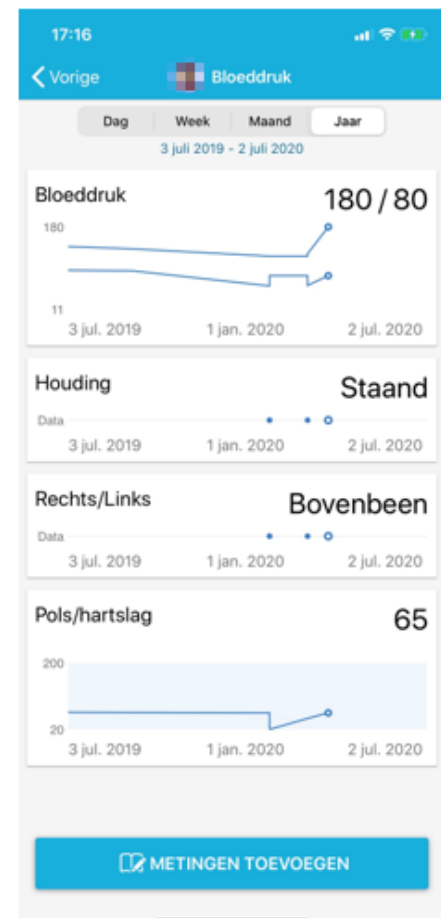 17:16
Vorige
Bloeddruk
Dag Week Maand Jaar
3 juli 2019 - 2 juli 2020
Bloeddruk 180 / 80
180
11
3 jul. 2019 1 jan. 2020 2 jul. 2020
Houding Staand
Data
3 jul. 2019 1 jan. 2020 2 jul. 2020
Rechts/Links Bovenbeen
Data
3 jul. 2019 1 jan. 2020 2 jul. 2020
Pols/hartslag 65
200
20
3 jul. 2019 1 jan. 2020 2 jul. 2020
METINGEN TOEVOEGEN